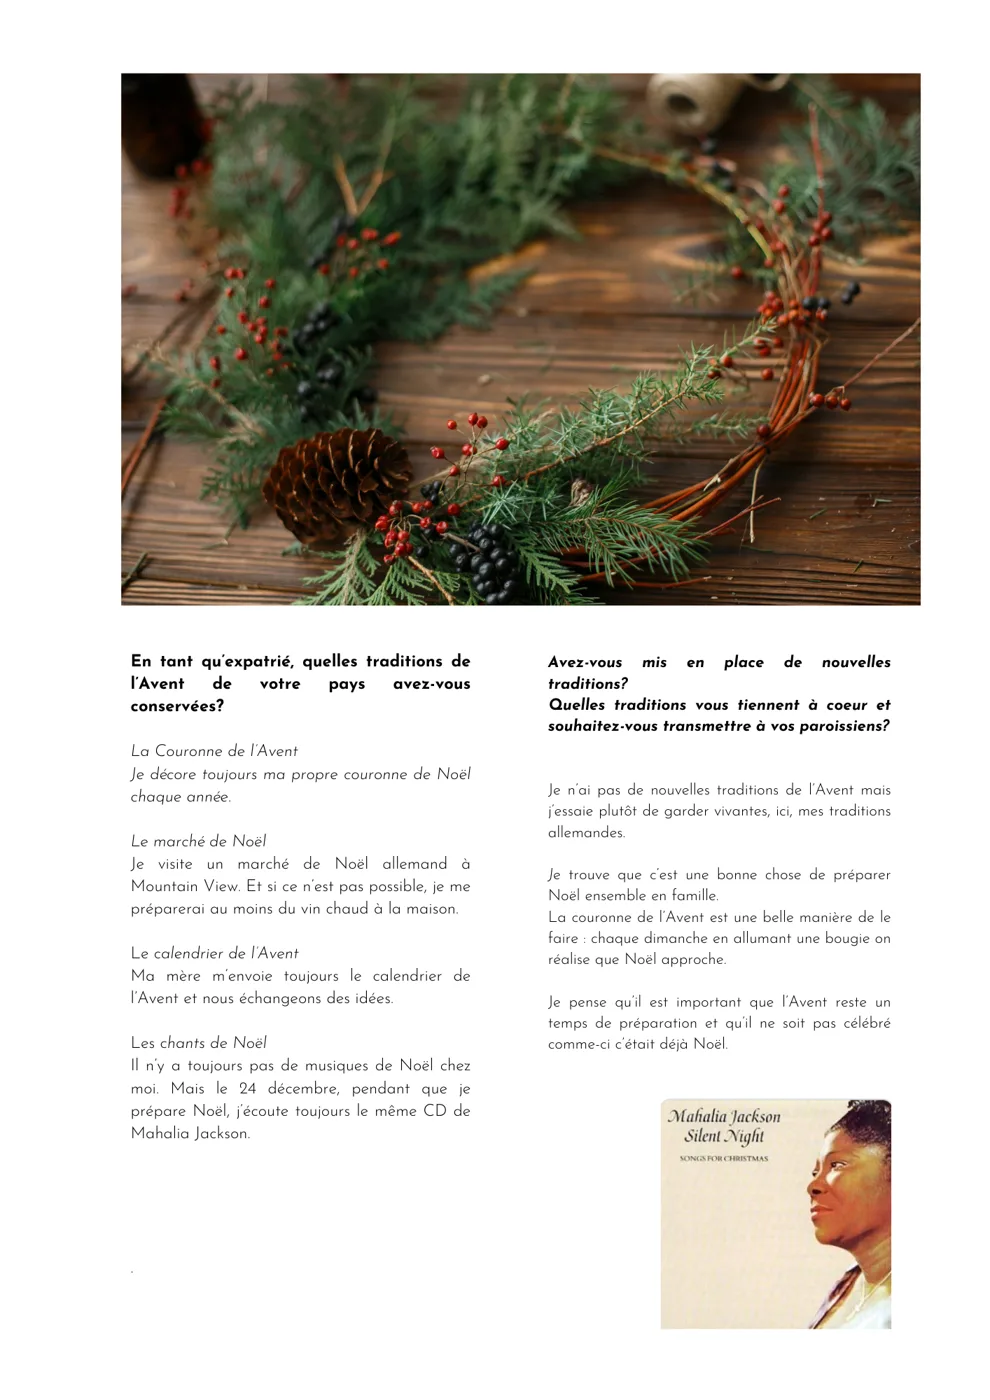 En tant qu'expatrié, quelles traditions de
l'Avent de votre pays avez-vous
conservées?
La Couronne de l'Avent
Je décore toujours ma propre couronne de Noël
chaque année.
Le marché de Noël
Je visite un marché de Noël allemand à
Mountain View. Et si ce n'est pas possible, je me
préparerai au moins du vin chaud à la maison.
Le calendrier de l'Avent
Ma mère m'envoie toujours le calendrier de
l'Avent et nous échangeons des idées.
Les chants de Noël
Il n'y a toujours pas de musiques de Noël chez
moi. Mais le 24 décembre, pendant que je
prépare Noël, j'écoute toujours le même CD de
Mahalia Jackson.
.
Avez-vous mis en place de nouvelles
traditions?
Quelles traditions vous tiennent à coeur et
souhaitez-vous transmettre à vos paroissiens?
Je n'ai pas de nouvelles traditions de l'Avent mais
j'essaie plutôt de garder vivantes, ici, mes traditions
allemandes.
Je trouve que c'est une bonne chose de préparer
Noël ensemble en famille.
La couronne de l'Avent est une belle manière de le
faire : chaque dimanche en allumant une bougie on
réalise que Noël approche.
Je pense qu'il est important que l'Avent reste un
temps de préparation et qu'il ne soit pas célébré
comme-ci c'était déjà Noël.
Mahalia Jackson
Silent Night
SONGS FOR CHRISTMAS